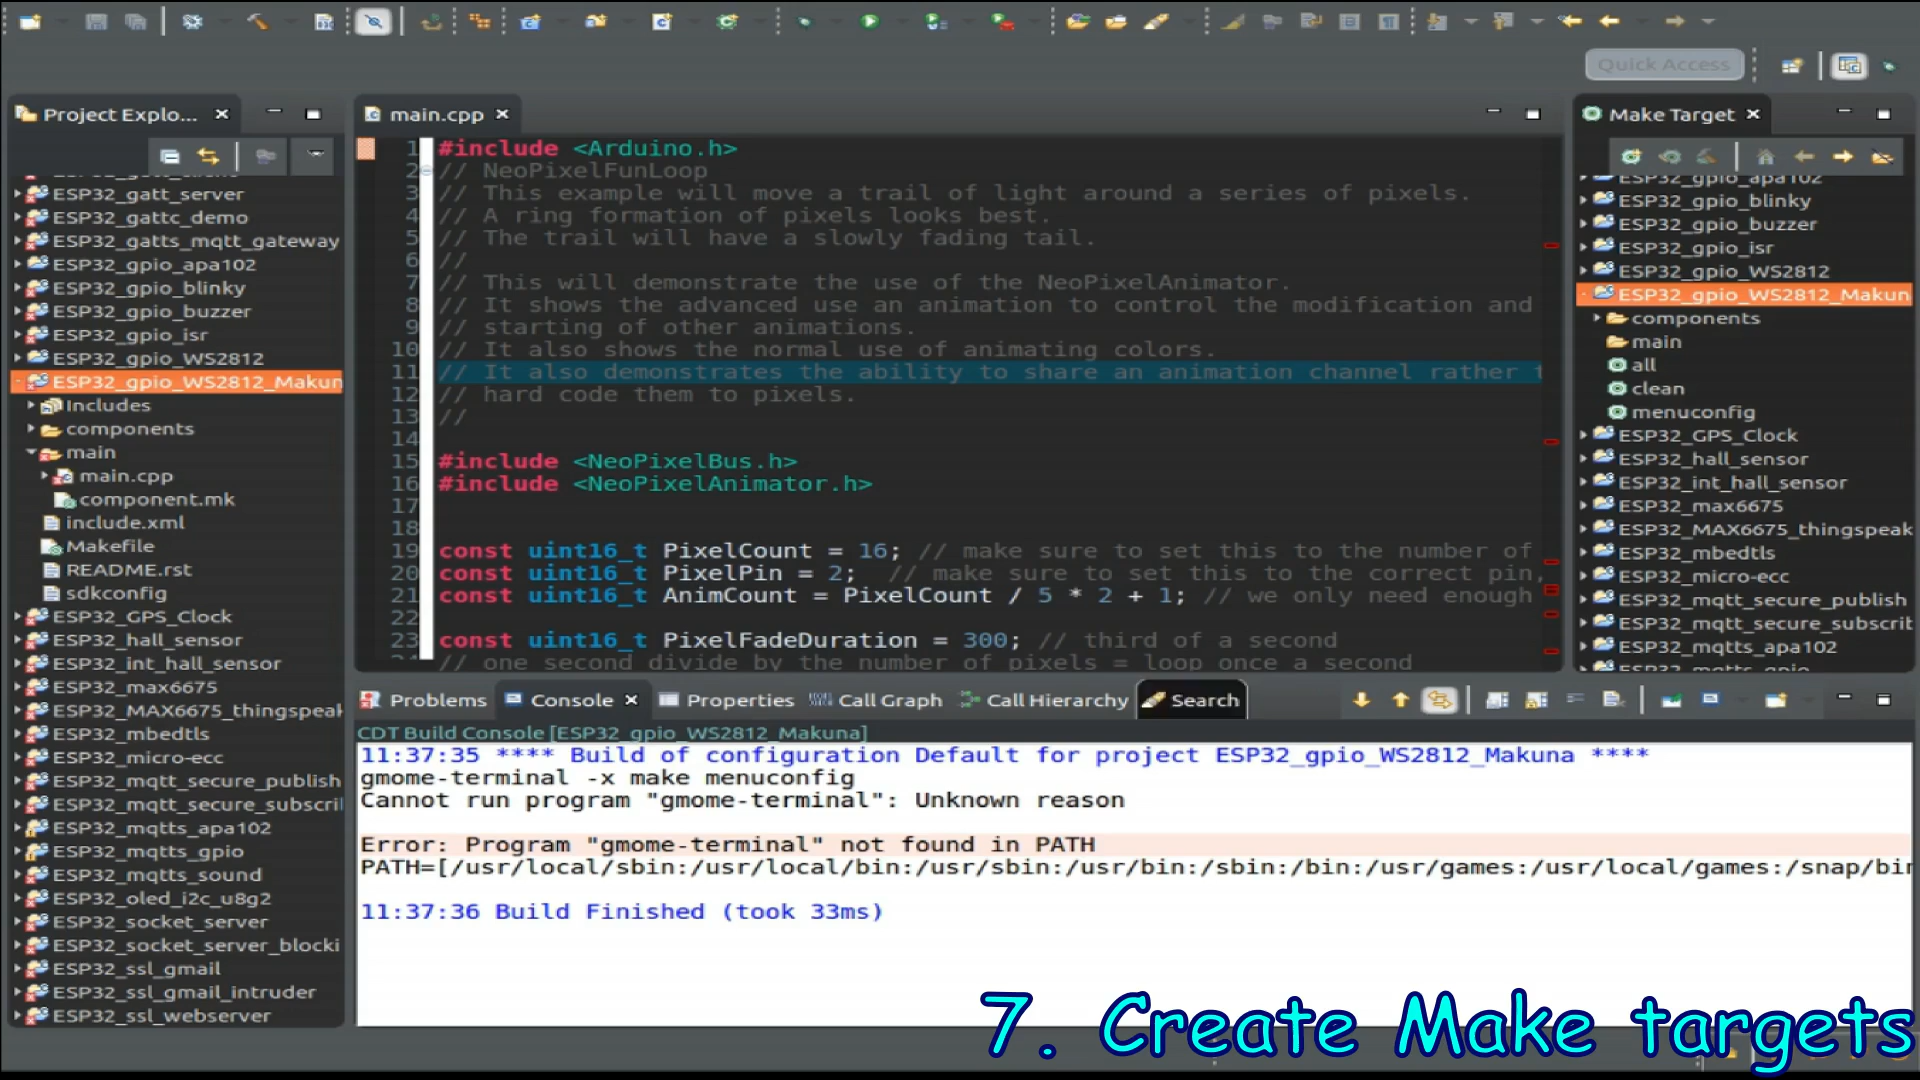 Quick Access
Project Explo...
ESP32_gatt_server
ESP32_gattc_demo
ESP32_gatts_mqtt_gateway
ESP32_gpio_apa102
ESP32_gpio_blinky
ESP32_gpio_buzzer
ESP32_gpio_isr
ESP32_gpio_WS2812
ESP32_gpio_WS2812_Makun
Includes
components
main
main.cpp
component.mk
include.xml
Makefile
README.rst
sdkconfig
ESP32_GPS_Clock
ESP32_hall_sensor
ESP32_int_hall_sensor
ESP32_max6675
ESP32_MAX6675_thingspeak
ESP32_mbedtls
ESP32_micro-ecc
ESP32_mqtt_secure_publish
ESP32_mqtt_secure_subscri
ESP32_mqtts_apa102
ESP32_mqtts_gpio
ESP32_mqtts_sound
ESP32_oled_i2c_u8g2
ESP32_socket_server
ESP32_socket_server_blocki
ESP32_ssl_gmail
ESP32_ssl_gmail_intruder
ESP32_ssl_webserver
main.cpp
1 #include <Arduino.h>
2 // NeoPixelFunLoop
3 // This example will move a trail of light around a series of pixels.
4 // A ring formation of pixels looks best.
5 // The trail will have a slowly fading tail.
6 //
7 // This will demonstrate the use of the NeoPixelAnimator.
8 // It shows the advanced use an animation to control the modification and
9 // starting of other animations.
10 // It also shows the normal use of animating colors.
11 // It also demonstrates the ability to share an animation channel rather t
12 // hard code them to pixels.
13 //
14
15 #include <NeoPixelBus.h>
16 #include <NeoPixelAnimator.h>
17
18
19 const uint16_t PixelCount = 16; // make sure to set this to the number of
20 const uint16_t PixelPin = 2;  // make sure to set this to the correct pin,
21 const uint16_t AnimCount = PixelCount / 5 * 2 + 1; // we only need enough
22
23 const uint16_t PixelFadeDuration = 300; // third of a second
24 // one second divide by the number of pixels = loop once a second
Make Target
ESP32_gpio_apa102
ESP32_gpio_blinky
ESP32_gpio_buzzer
ESP32_gpio_isr
ESP32_gpio_WS2812
ESP32_gpio_WS2812_Makun
components
main
all
clean
menuconfig
ESP32_GPS_Clock
ESP32_hall_sensor
ESP32_int_hall_sensor
ESP32_max6675
ESP32_MAX6675_thingspeak
ESP32_mbedtls
ESP32_micro-ecc
ESP32_mqtt_secure_publish
ESP32_mqtt_secure_subscrit
ESP32_mqtts_apa102
ESP32_mqtts_gpio
Problems Console Properties Call Graph Call Hierarchy Search
CDT Build Console [ESP32_gpio_WS2812_Makuna]
11:37:35 **** Build of configuration Default for project ESP32_gpio_WS2812_Makuna ****
gmome-terminal -x make menuconfig
Cannot run program "gmome-terminal": Unknown reason
Error: Program "gmome-terminal" not found in PATH
PATH=[/usr/local/sbin:/usr/local/bin:/usr/sbin:/usr/bin:/sbin:/bin:/usr/games:/usr/local/games:/snap/bin
11:37:36 Build Finished (took 33ms)
7. Create Make targets